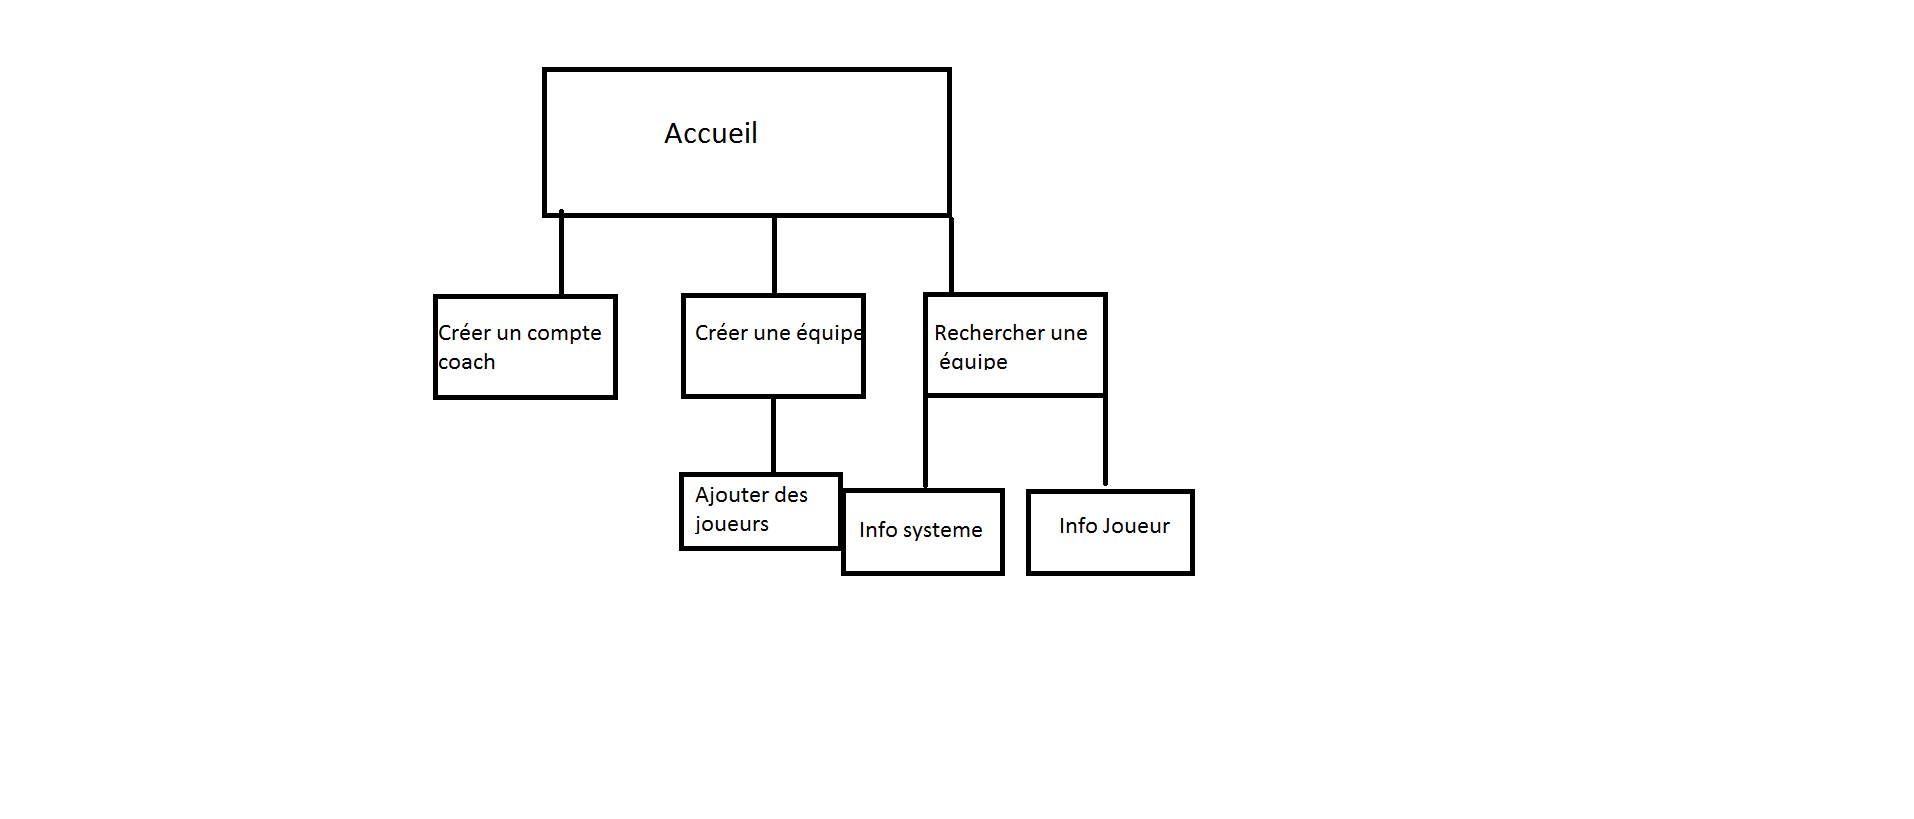 Accueil
Créer un compte
coach
Créer une équipe
Rechercher une
équipe
Ajouter des
joueurs
Info systeme
Info Joueur